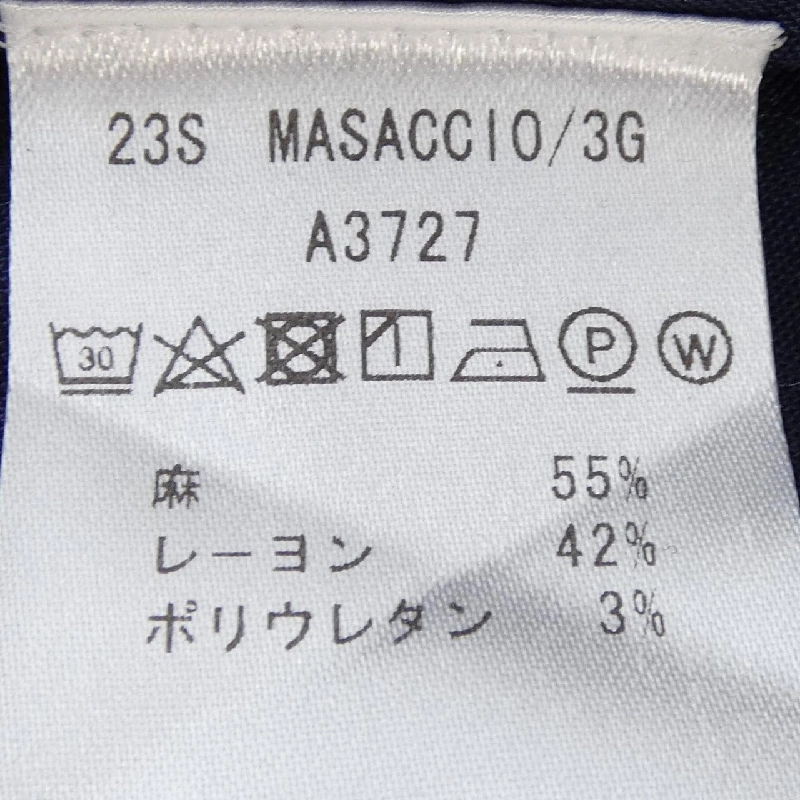 23S MASACCIO/3G
A3727
30 P W
麻 55%
レーヨン 42%
ポリウレタン 3%